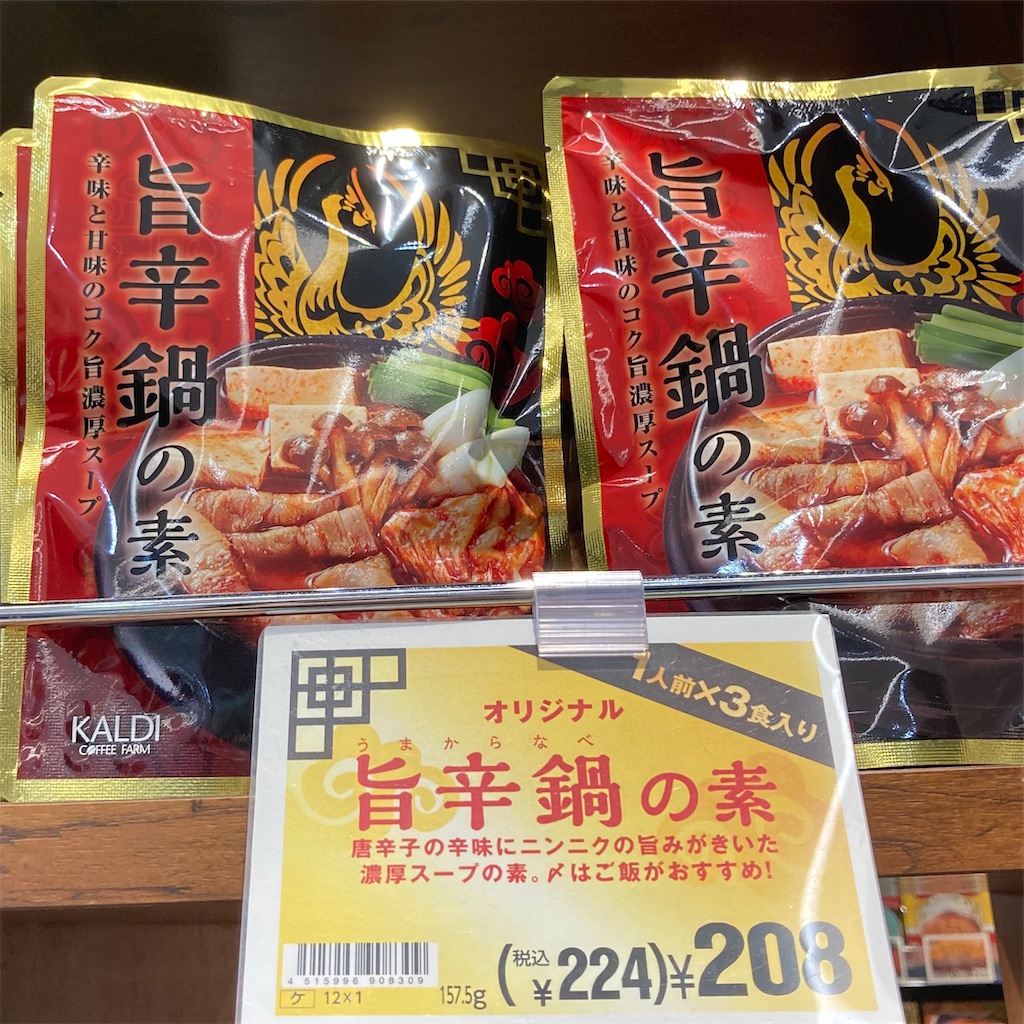 旨辛鍋の素
辛味と甘味のコク旨濃厚スープ
KALDI
COFFEE FARM
旨辛鍋の素
辛味と甘味のコク旨濃厚スープ
1人前×3食入り
オリジナル
うまからなべ
旨辛鍋の素
唐辛子の辛味にニンニクの旨みがきいた
濃厚スープの素。〆はご飯がおすすめ!
4 515996 908309
ケ 12×1
157.5g
(税込¥224)¥208